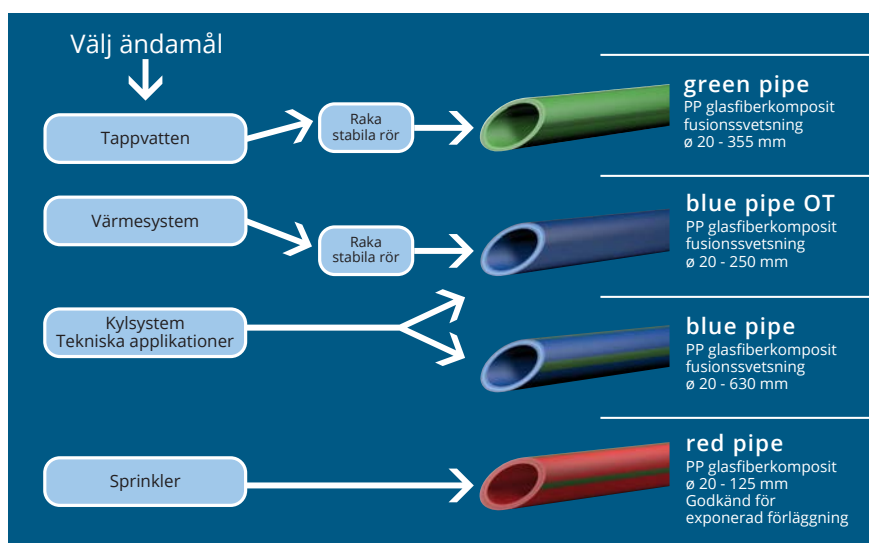 Välj ändamål
Tappvatten
Raka
stabila rör
green pipe
PP glasfiberkomposit
fusionssvetsning
ø 20 - 355 mm
Värmesystem
Raka
stabila rör
blue pipe OT
PP glasfiberkomposit
fusionssvetsning
ø 20 - 250 mm
Kylsystem
Tekniska applikationer
blue pipe
PP glasfiberkomposit
fusionssvetsning
ø 20 - 630 mm
Sprinkler
red pipe
PP glasfiberkomposit
ø 20 - 125 mm
Godkänd för
exponerad förläggning